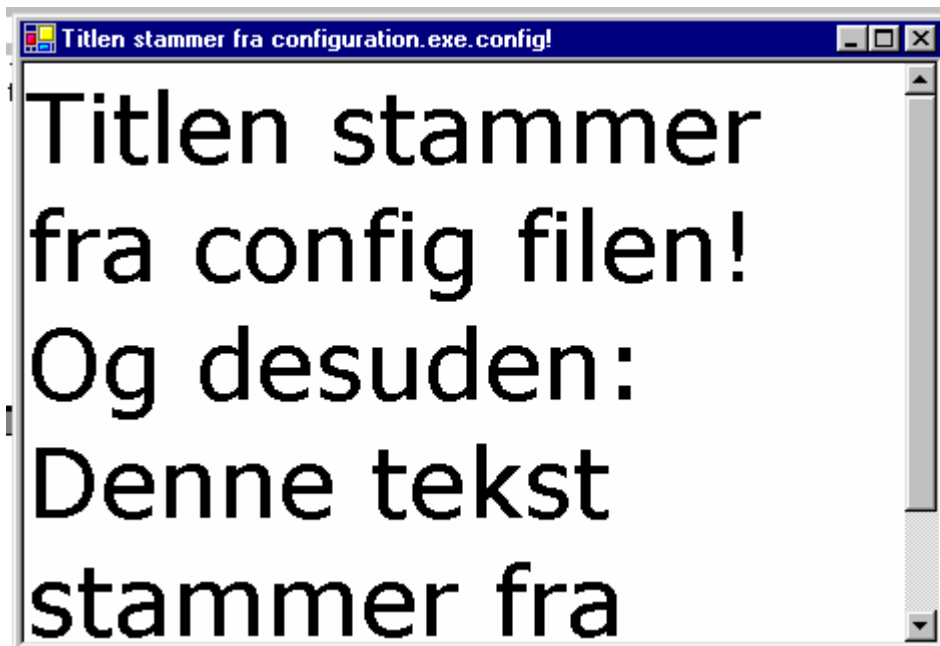 Titlen stammer fra configuration.exe.config!
Titlen stammer
fra config filen!
Og desuden:
Denne tekst
stammer fra